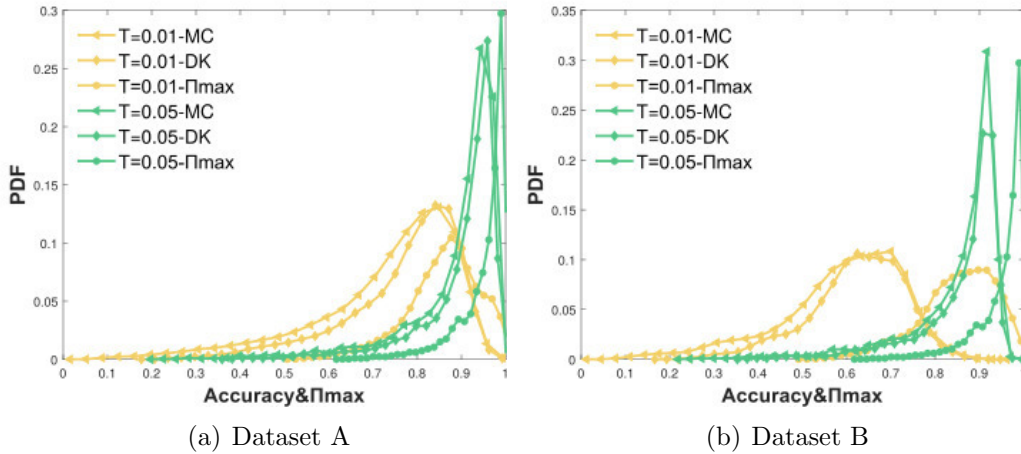 0.3
0.25
0.2
0.15
0.1
0.05
0
PDF
T=0.01-MC
T=0.01-DK
T=0.01-Πmax
T=0.05-MC
T=0.05-DK
T=0.05-Πmax
0 0.1 0.2 0.3 0.4 0.5 0.6 0.7 0.8 0.9 1
Accuracy&Πmax
(a) Dataset A
0.35
0.3
0.25
0.2
0.15
0.1
0.05
0
PDF
T=0.01-MC
T=0.01-DK
T=0.01-Πmax
T=0.05-MC
T=0.05-DK
T=0.05-Πmax
0 0.1 0.2 0.3 0.4 0.5 0.6 0.7 0.8 0.9
Accuracy&Πmax
(b) Dataset B